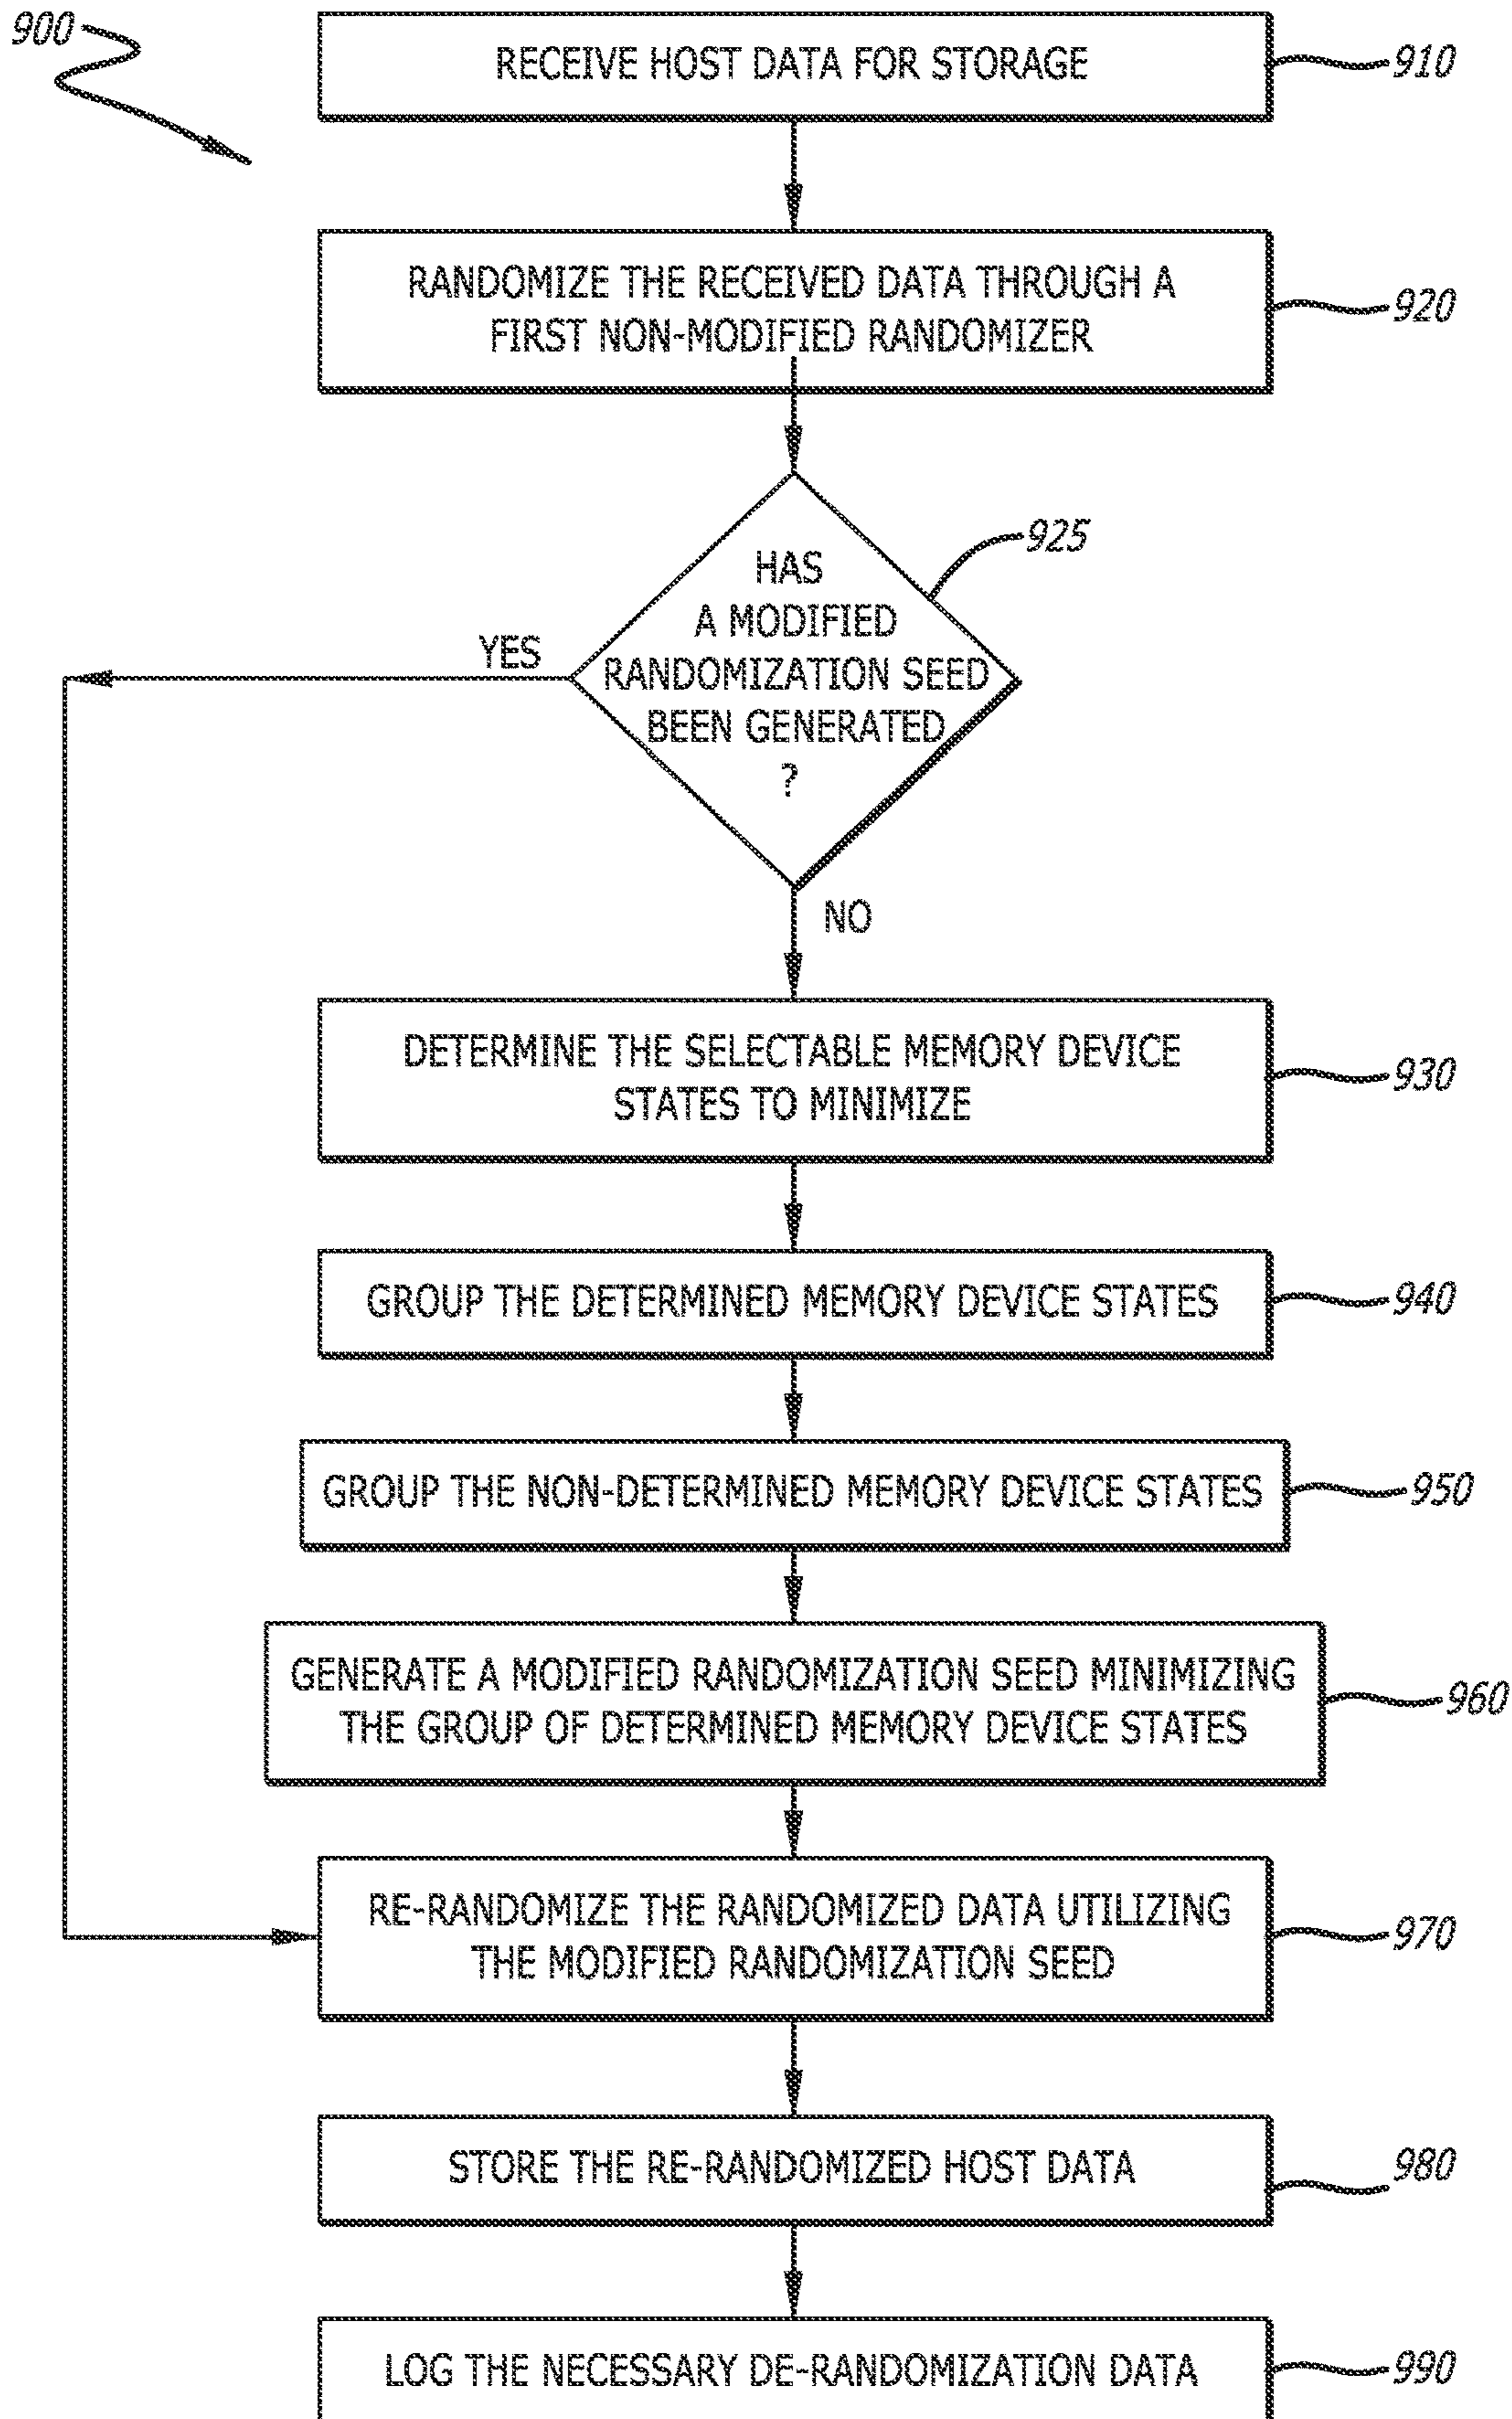 900
RECEIVE HOST DATA FOR STORAGE
910
RANDOMIZE THE RECEIVED DATA THROUGH A
FIRST NON-MODIFIED RANDOMIZER
920
HAS
A MODIFIED
RANDOMIZATION SEED
BEEN GENERATED
?
925
YES
NO
DETERMINE THE SELECTABLE MEMORY DEVICE
STATES TO MINIMIZE
930
GROUP THE DETERMINED MEMORY DEVICE STATES
940
GROUP THE NON-DETERMINED MEMORY DEVICE STATES
950
GENERATE A MODIFIED RANDOMIZATION SEED MINIMIZING
THE GROUP OF DETERMINED MEMORY DEVICE STATES
960
RE-RANDOMIZE THE RANDOMIZED DATA UTILIZING
THE MODIFIED RANDOMIZATION SEED
970
STORE THE RE-RANDOMIZED HOST DATA
980
LOG THE NECESSARY DE-RANDOMIZATION DATA
990